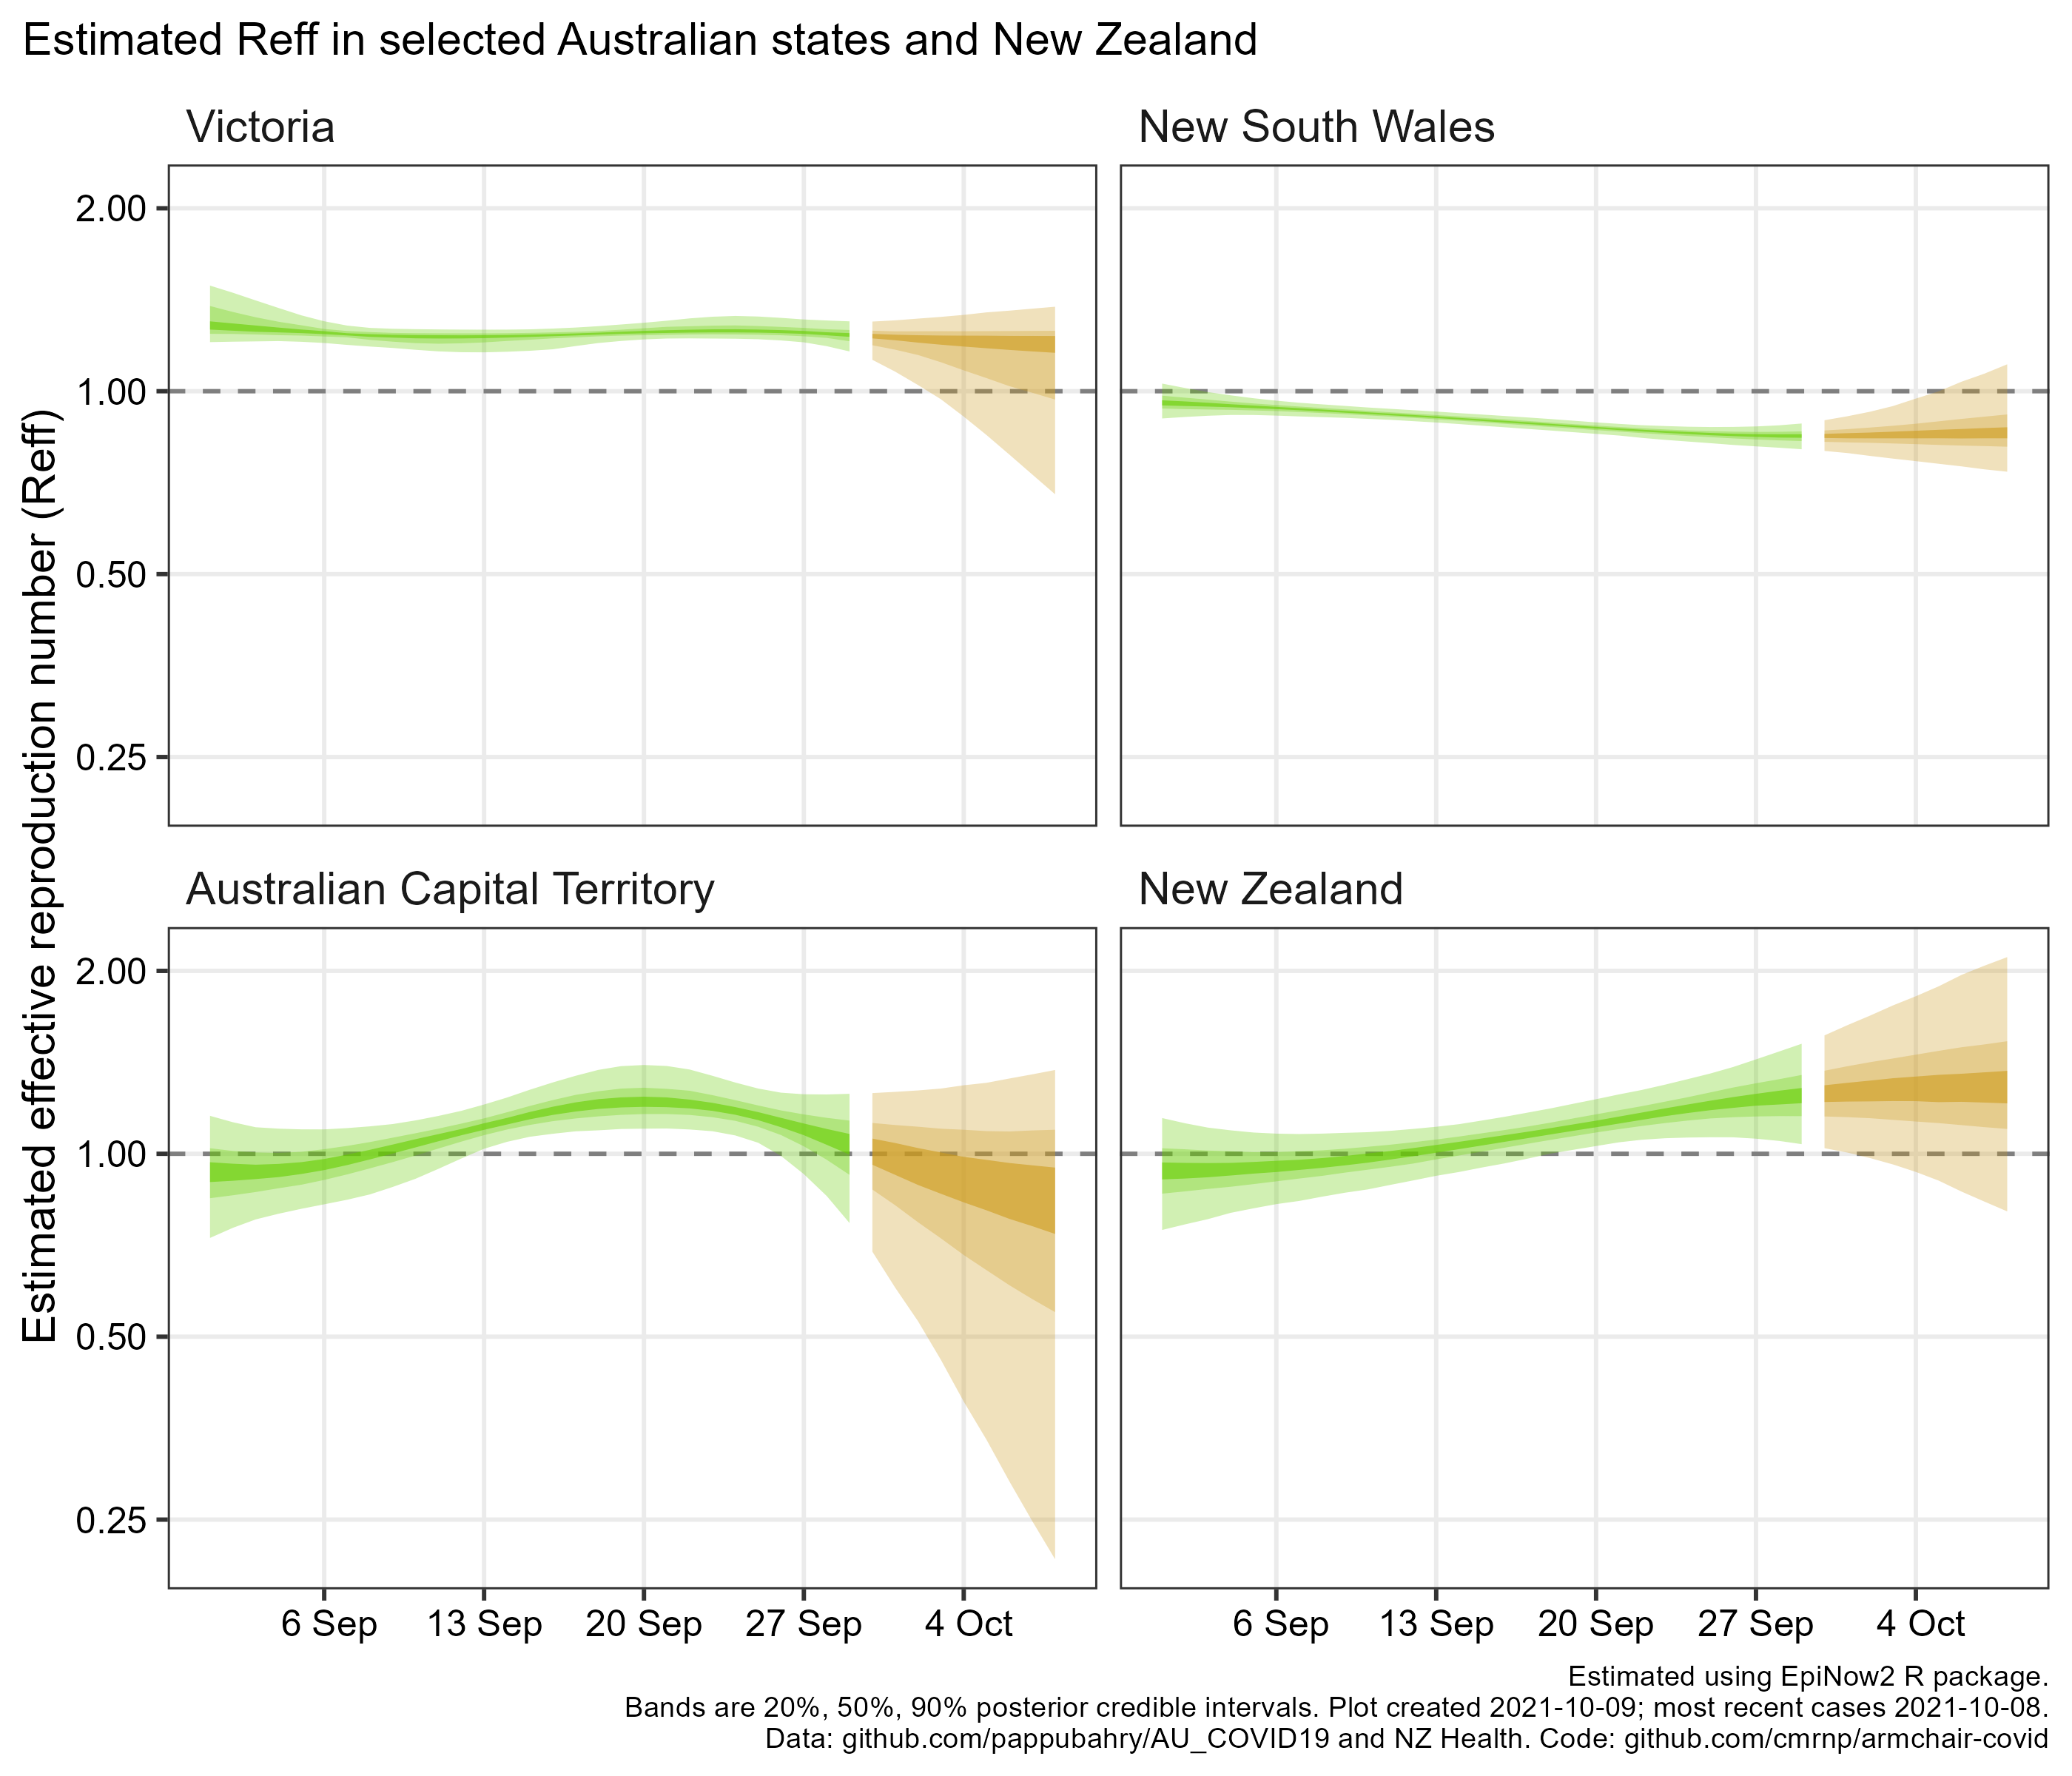 Estimated Reff in selected Australian states and New Zealand
Victoria
New South Wales
2.00
1.00
0.50
0.25
Australian Capital Territory
New Zealand
2.00
1.00
0.50
0.25
Estimated effective reproduction number (Reff)
6 Sep 13 Sep 20 Sep 27 Sep 4 Oct
6 Sep 13 Sep 20 Sep 27 Sep 4 Oct
Estimated using EpiNow2 R package.
Bands are 20%, 50%, 90% posterior credible intervals. Plot created 2021-10-09; most recent cases 2021-10-08.
Data: github.com/pappubahry/AU_COVID19 and NZ Health. Code: github.com/cmrnp/armchair-covid